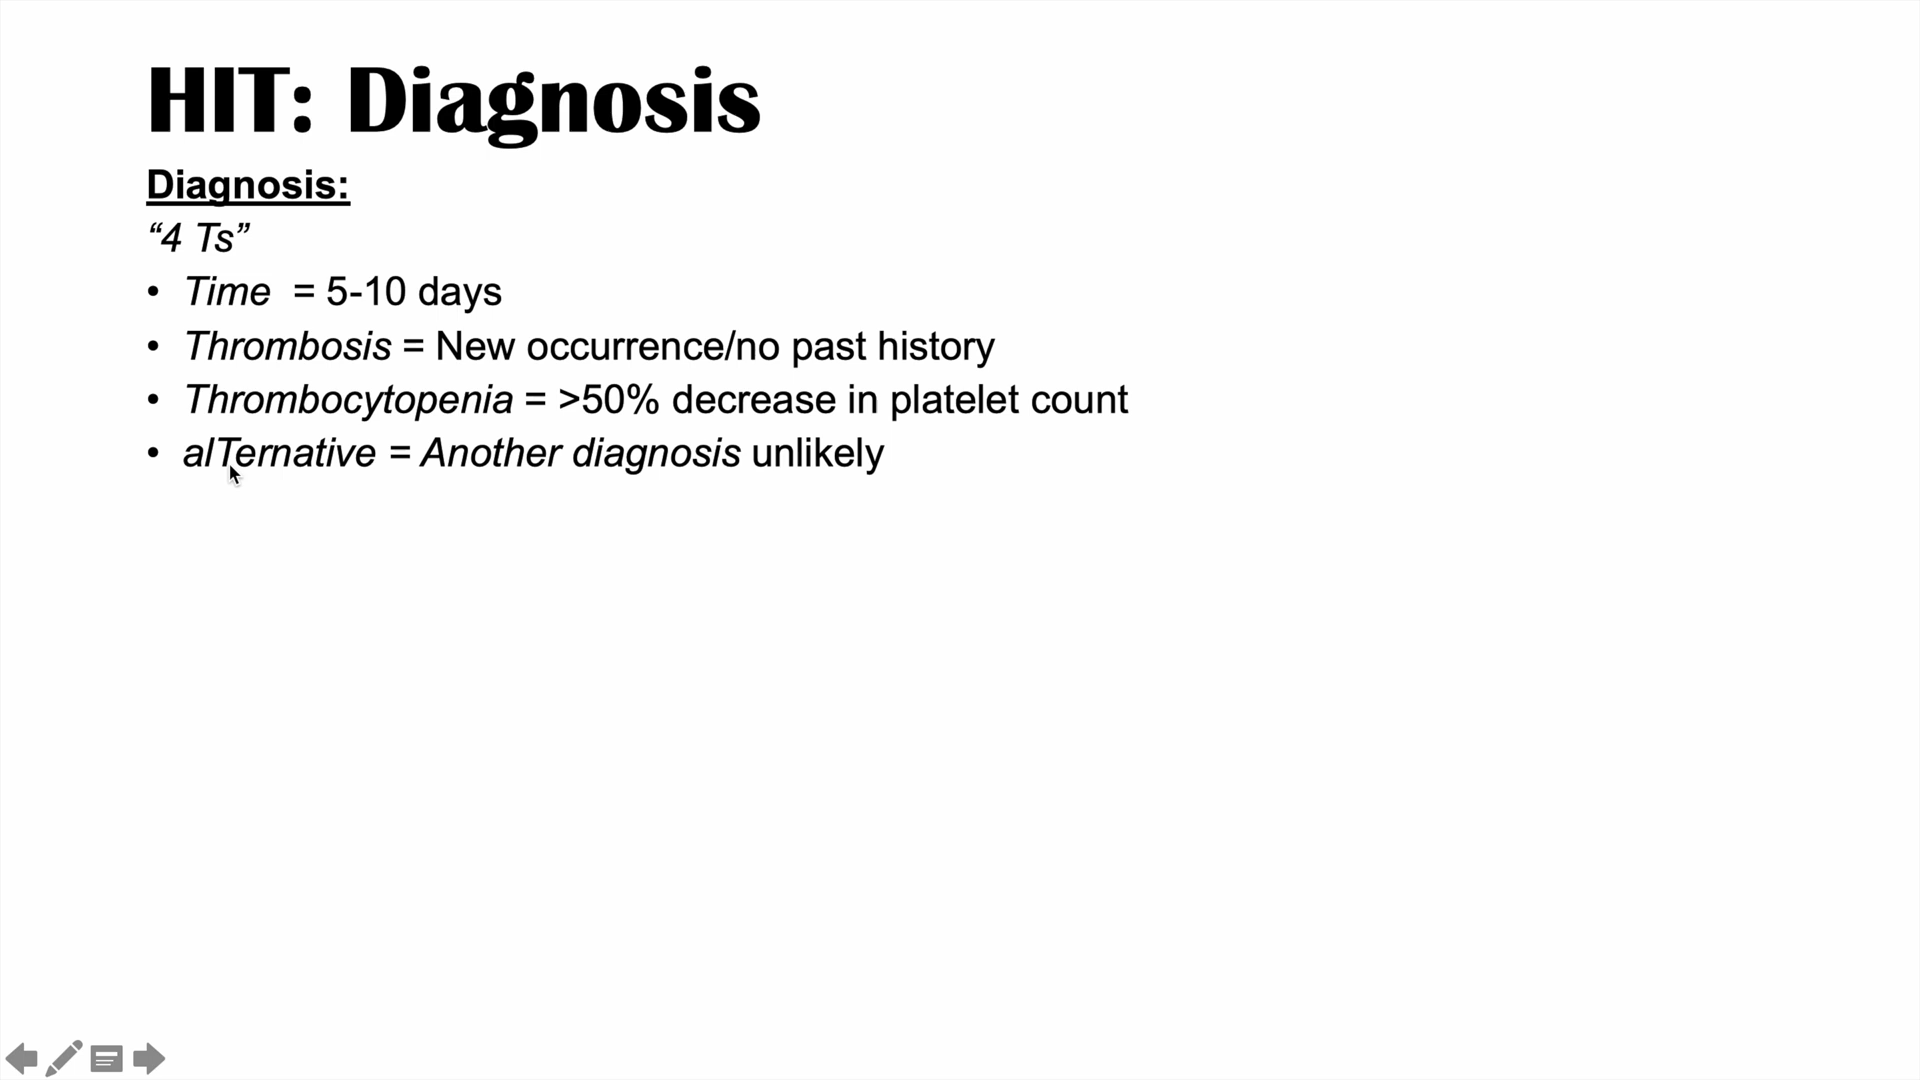 HIT: Diagnosis
Diagnosis:
“4 Ts”
• Time = 5-10 days
• Thrombosis = New occurrence/no past history
• Thrombocytopenia = >50% decrease in platelet count
• alTernative = Another diagnosis unlikely